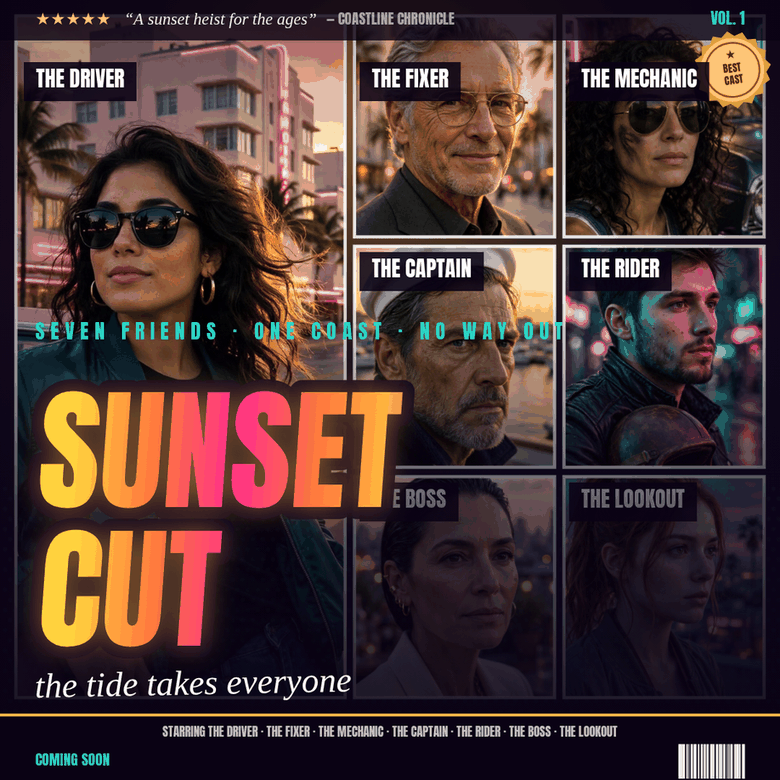 ★★★★★ “A sunset heist for the ages” — COASTLINE CHRONICLE
VOL. 1
THE DRIVER
THE FIXER
THE MECHANIC
★
BEST
CAST
THE CAPTAIN
THE RIDER
SEVEN FRIENDS · ONE COAST · NO WAY OUT
SUNSET
CUT
E BOSS
THE LOOKOUT
the tide takes everyone
STARRING THE DRIVER · THE FIXER · THE MECHANIC · THE CAPTAIN · THE RIDER · THE BOSS · THE LOOKOUT
COMING SOON